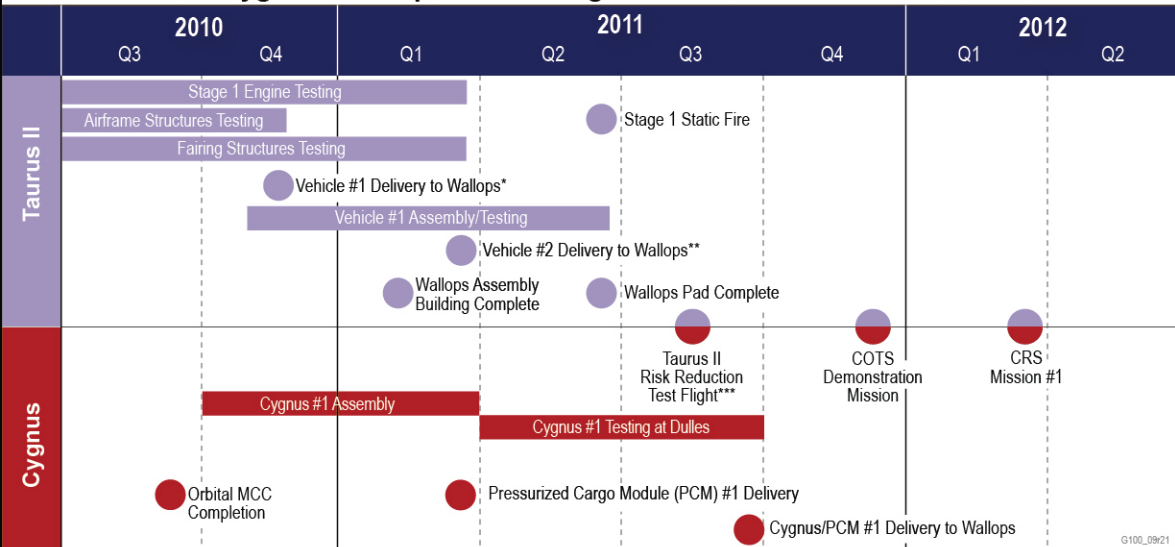 2010
2011
2012
Q3
Q4
Q1
Q2
Q3
Q4
Q1
Q2
Taurus II
Stage 1 Engine Testing
Airframe Structures Testing
Stage 1 Static Fire
Fairing Structures Testing
Vehicle #1 Delivery to Wallops*
Vehicle #1 Assembly/Testing
Vehicle #2 Delivery to Wallops**
Wallops Assembly
Building Complete
Wallops Pad Complete
Taurus II
Risk Reduction
Test Flight***
COTS
Demonstration
Mission
CRS
Mission #1
Cygnus
Cygnus #1 Assembly
Cygnus #1 Testing at Dulles
Orbital MCC
Completion
Pressurized Cargo Module (PCM) #1 Delivery
Cygnus/PCM #1 Delivery to Wallops
G100_09r21